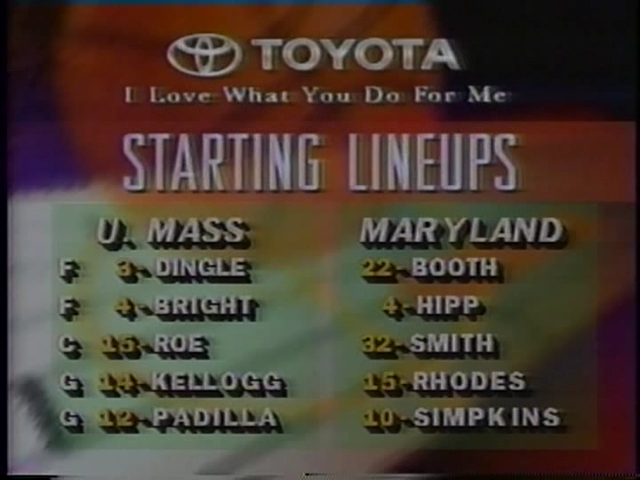 TOYOTA
I Love What You Do For Me
STARTING LINEUPS
U. MASS MARYLAND
F 3-DINGLE 22-BOOTH
F 4-BRIGHT 4-HIPP
C 15-ROE 32-SMITH
G 14-KELLOGG 15-RHODES
G 12-PADILLA 10-SIMPKINS